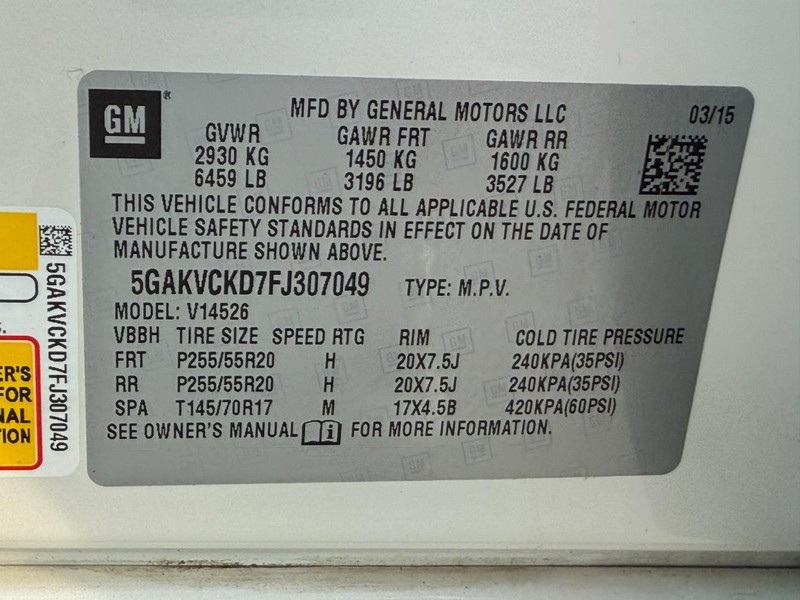 GM ®
MFD BY GENERAL MOTORS LLC 03/15
GVWR GAWR FRT GAWR RR
2930 KG 1450 KG 1600 KG
6459 LB 3196 LB 3527 LB
THIS VEHICLE CONFORMS TO ALL APPLICABLE U.S. FEDERAL MOTOR
VEHICLE SAFETY STANDARDS IN EFFECT ON THE DATE OF
MANUFACTURE SHOWN ABOVE.
5GAKVCKD7FJ307049 TYPE: M.P.V.
MODEL: V14526
VBBH TIRE SIZE SPEED RTG RIM COLD TIRE PRESSURE
FRT P255/55R20 H 20X7.5J 240KPA(35PSI)
RR P255/55R20 H 20X7.5J 240KPA(35PSI)
SPA T145/70R17 M 17X4.5B 420KPA(60PSI)
SEE OWNER'S MANUAL i FOR MORE INFORMATION.
5GAKVCKD7FJ307049
ER'S
FOR
NAL
TION